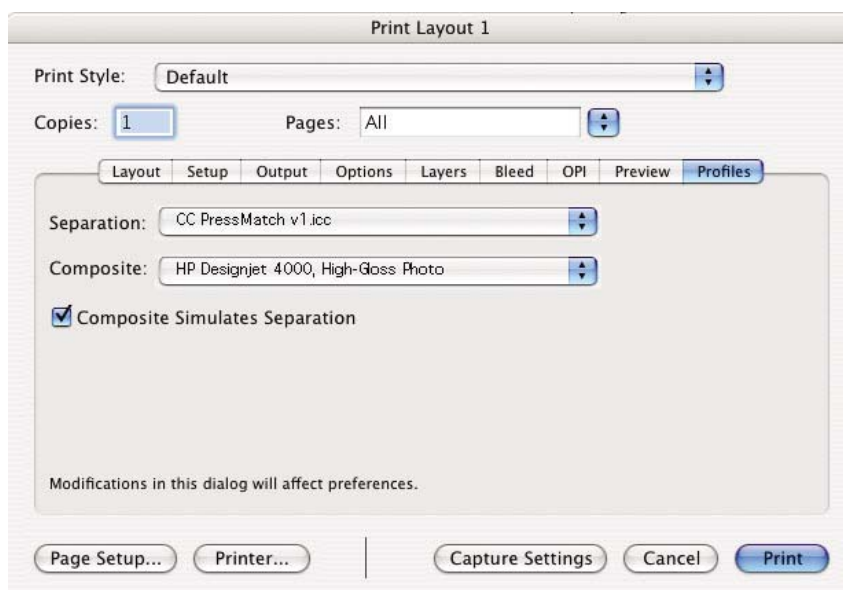 Print Layout 1
Print Style: Default
Copies: 1 Pages: All
Layout Setup Output Options Layers Bleed OPI Preview Profiles
Separation: CC PressMatch v1.icc
Composite: HP Designjet 4000, High-Gloss Photo
Composite Simulates Separation
Modifications in this dialog will affect preferences.
Page Setup... Printer... Capture Settings Cancel Print